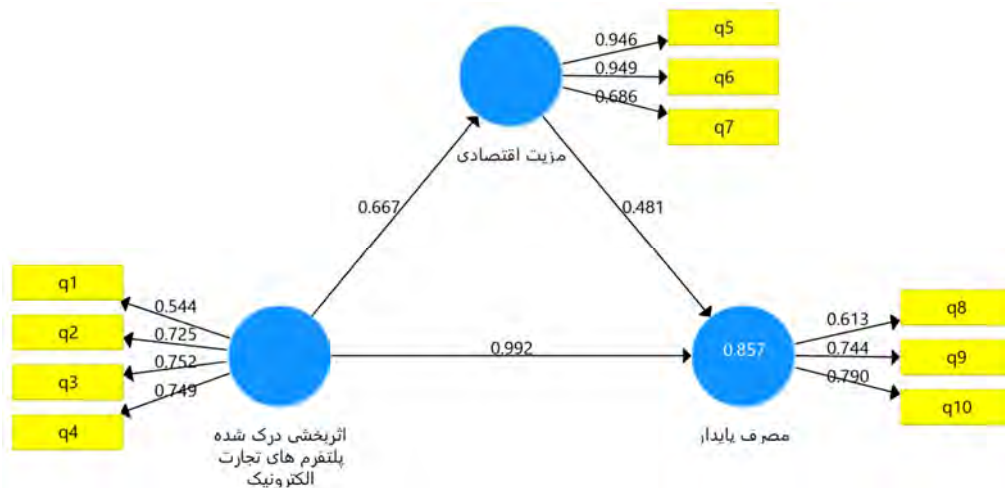 q5
0.946
0.949
q6
0.686
q7
مزیت اقتصادی
0.667
0.481
q1
0.544
q2
0.725
q3
0.752
0.749
q4
0.992
0.857
q8
0.613
q9
0.744
0.790
q10
اثربخشی درک شده
پلتفرم های تجارت
الکترونیک
مصرف پایدار